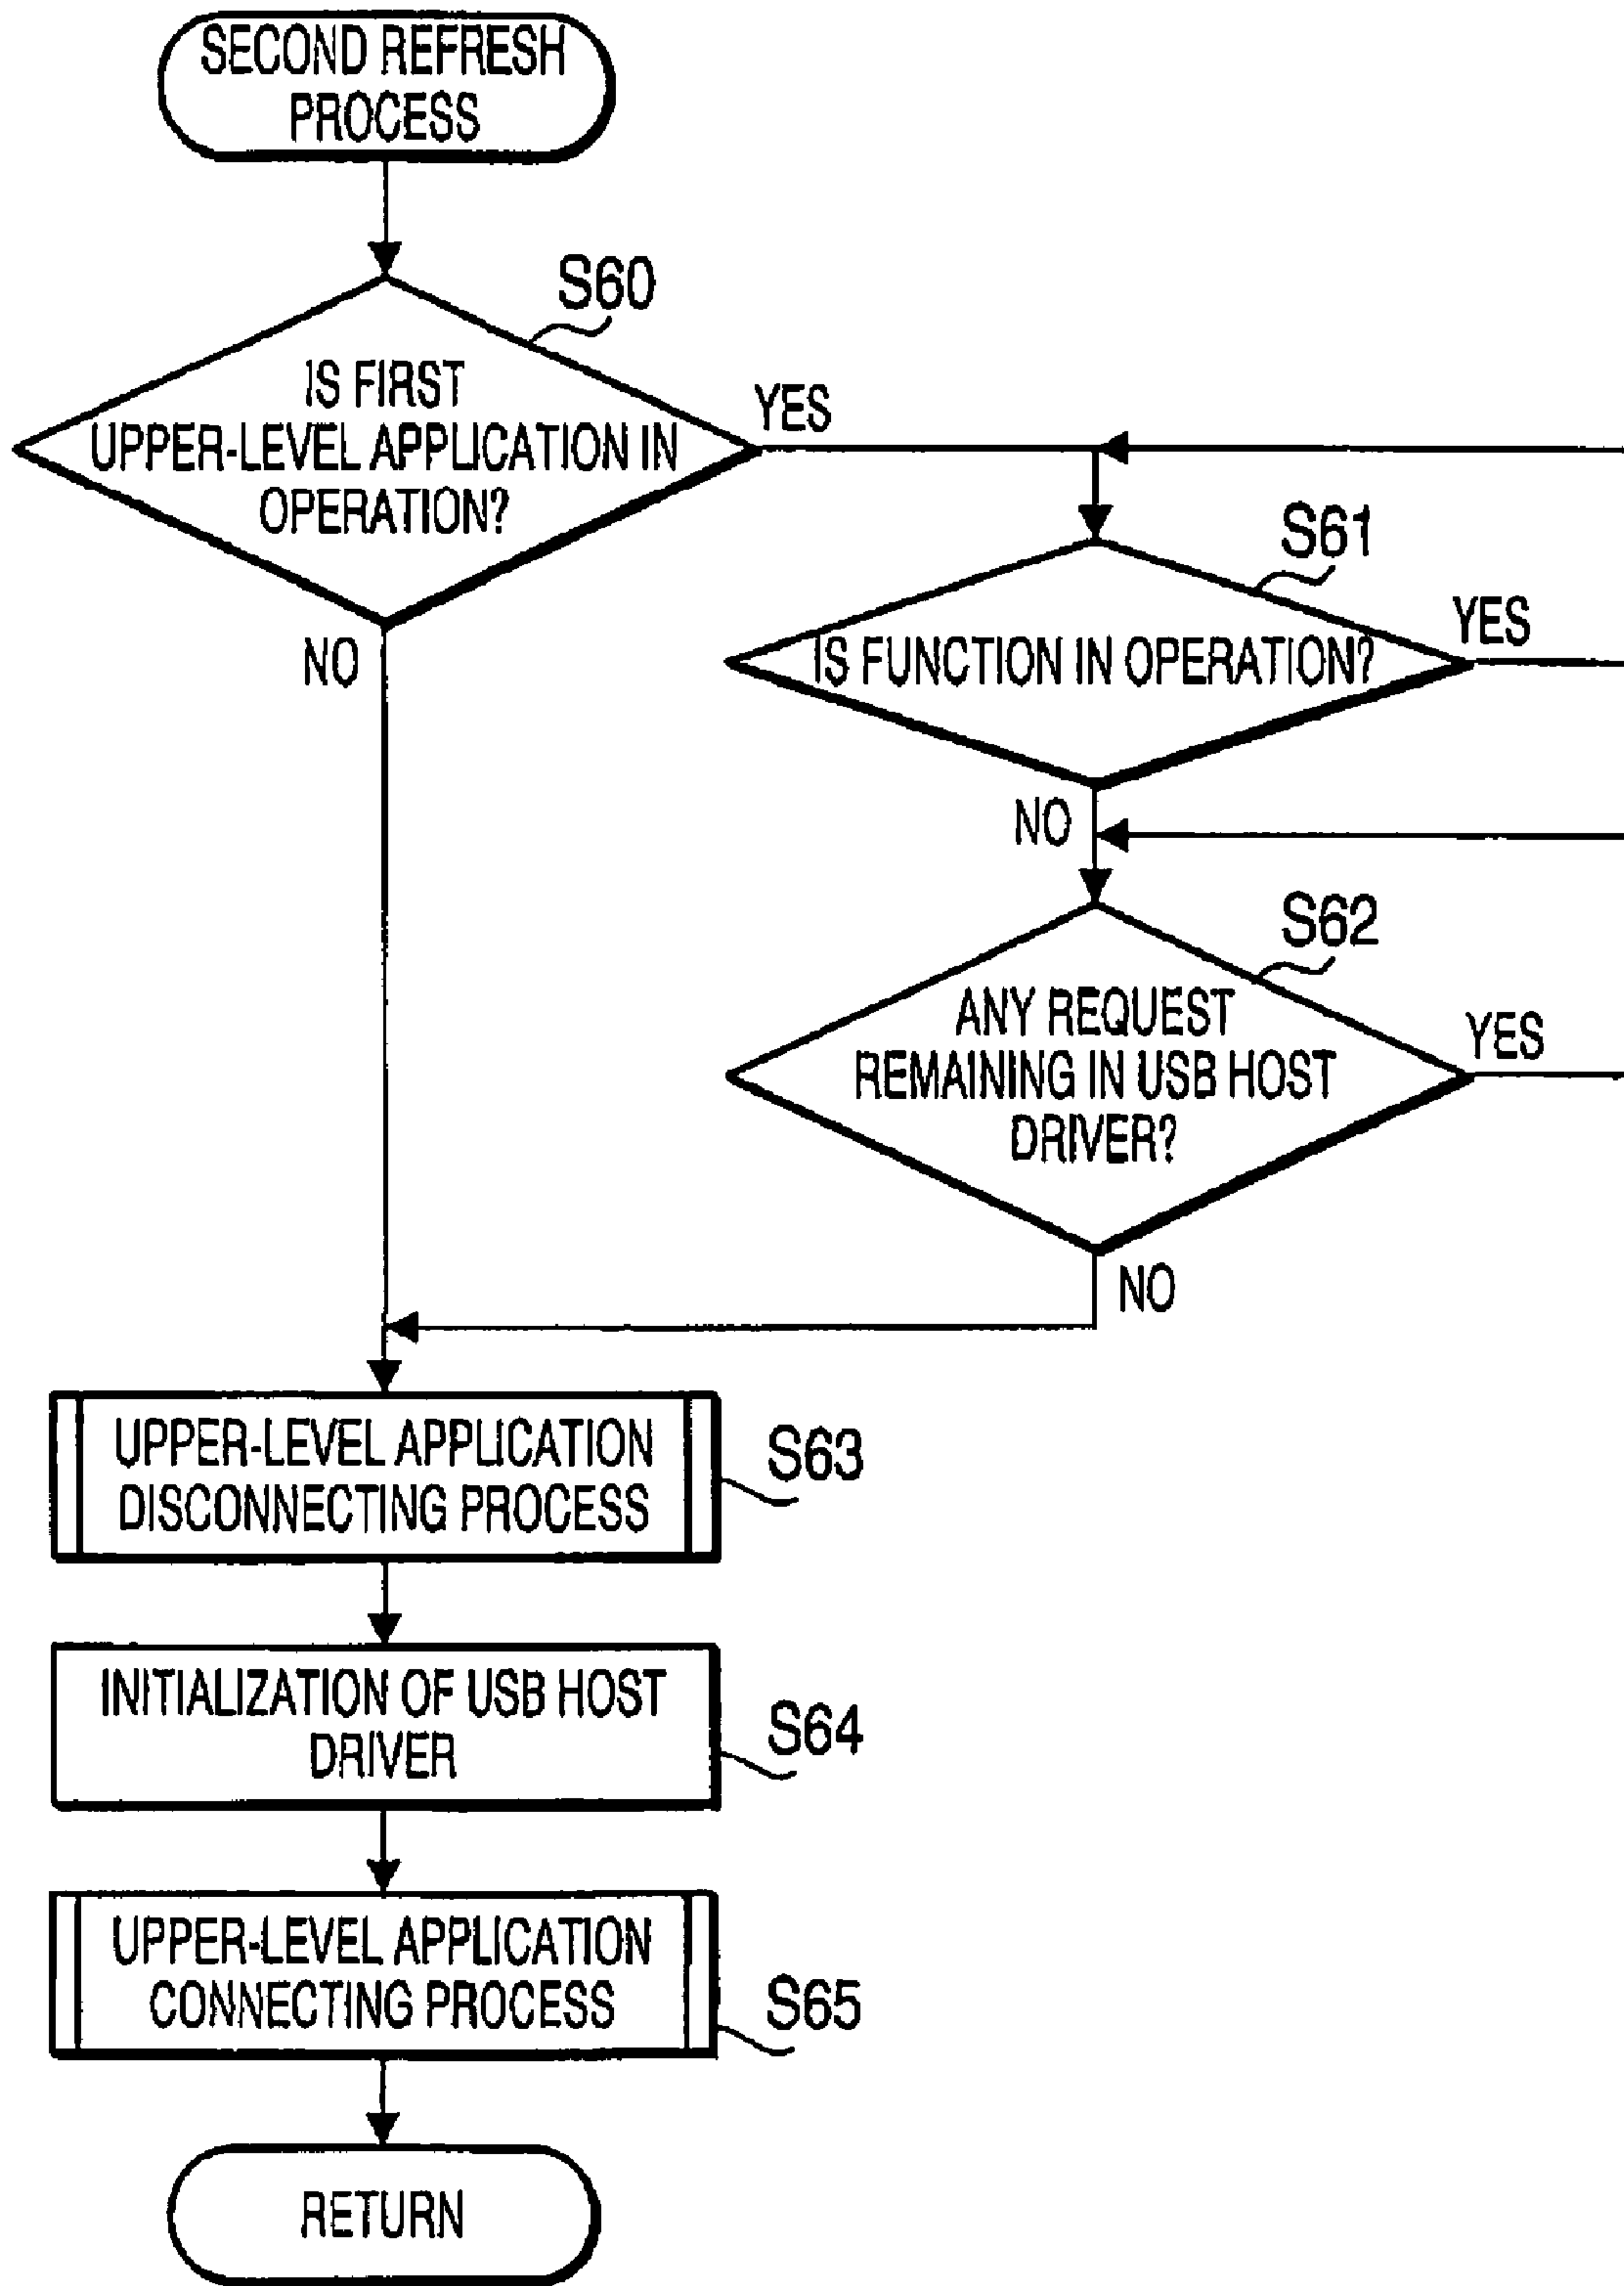 SECOND REFRESH
PROCESS
S60
IS FIRST
UPPER-LEVEL APPLICATION IN
OPERATION?
YES
NO
S61
IS FUNCTION IN OPERATION?
YES
NO
S62
ANY REQUEST
REMAINING IN USB HOST
DRIVER?
YES
NO
UPPER-LEVEL APPLICATION
DISCONNECTING PROCESS
S63
INITIALIZATION OF USB HOST
DRIVER
S64
UPPER-LEVEL APPLICATION
CONNECTING PROCESS
S65
RETURN